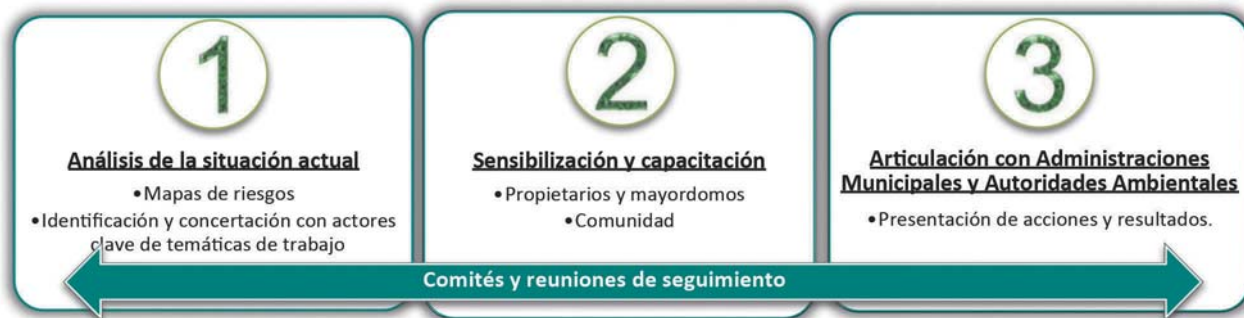 1
Análisis de la situación actual
•Mapas de riesgos
•Identificación y concertación con actores
clave de temáticas de trabajo
2
Sensibilización y capacitación
•Propietarios y mayordomos
•Comunidad
3
Articulación con Administraciones
Municipales y Autoridades Ambientales
•Presentación de acciones y resultados.
Comités y reuniones de seguimiento